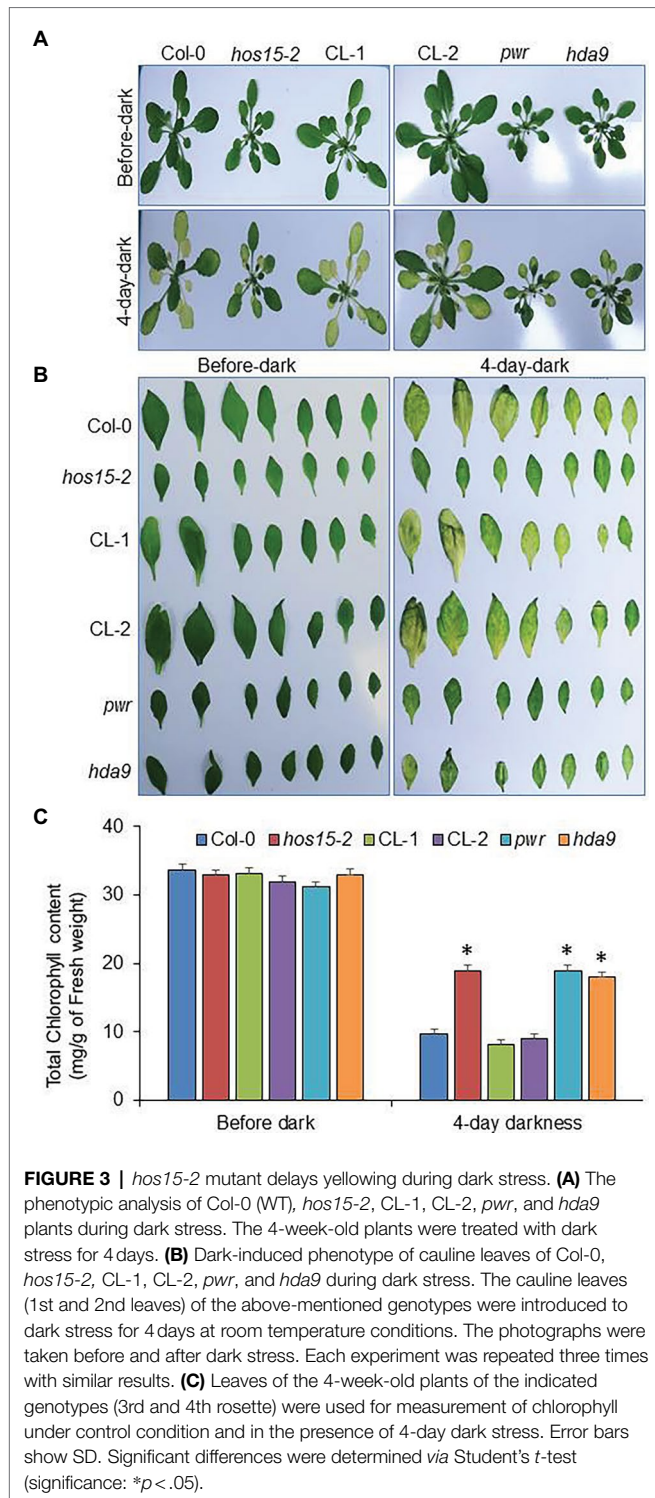 A
Col-0 hos15-2 CL-1 CL-2 pwr hda9
Before-dark
4-day-dark
B
Before-dark 4-day-dark
Col-0
hos15-2
CL-1
CL-2
pwr
hda9
C
Total Chlorophyll content
(mg/g of Fresh weight)
40
30
20
10
0
Col-0 hos15-2 CL-1 CL-2 pwr hda9
* * *
Before dark 4-day darkness
FIGURE 3 | hos15-2 mutant delays yellowing during dark stress. (A) The
phenotypic analysis of Col-0 (WT), hos15-2, CL-1, CL-2, pwr, and hda9
plants during dark stress. The 4-week-old plants were treated with dark
stress for 4 days. (B) Dark-induced phenotype of cauline leaves of Col-0,
hos15-2, CL-1, CL-2, pwr, and hda9 during dark stress. The cauline leaves
(1st and 2nd leaves) of the above-mentioned genotypes were introduced to
dark stress for 4 days at room temperature conditions. The photographs were
taken before and after dark stress. Each experiment was repeated three times
with similar results. (C) Leaves of the 4-week-old plants of the indicated
genotypes (3rd and 4th rosette) were used for measurement of chlorophyll
under control condition and in the presence of 4-day dark stress. Error bars
show SD. Significant differences were determined via Student's t-test
(significance: *p < .05).